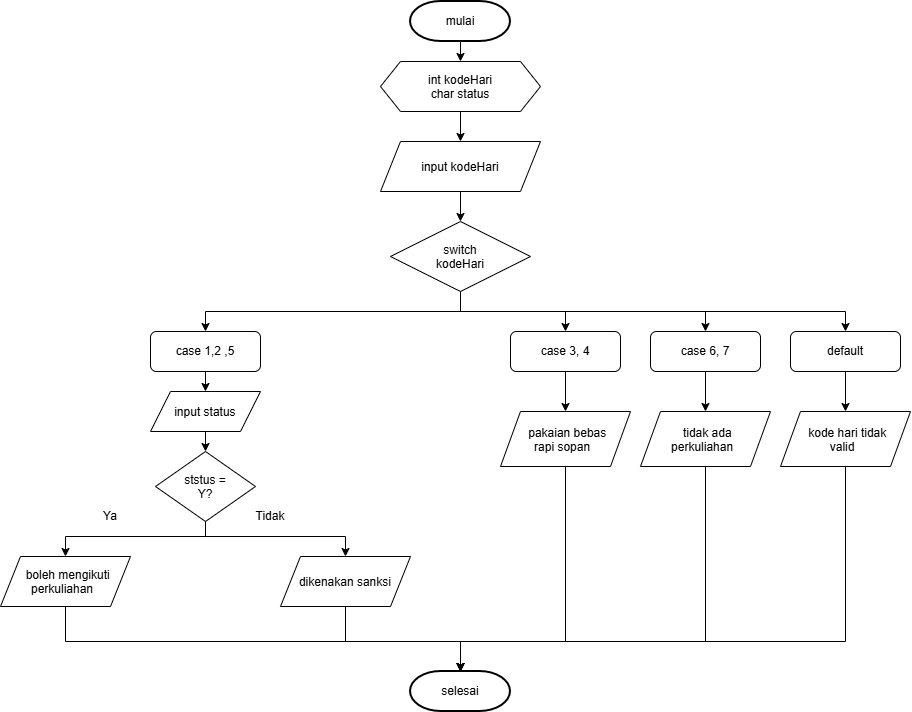 mulai
int kodeHari
char status
input kodeHari
switch
kodeHari
case 1,2 ,5
case 3, 4
case 6, 7
default
input status
pakaian bebas
rapi sopan
tidak ada
perkuliahan
kode hari tidak
valid
ststus =
Y?
Ya
Tidak
boleh mengikuti
perkuliahan
dikenakan sanksi
selesai